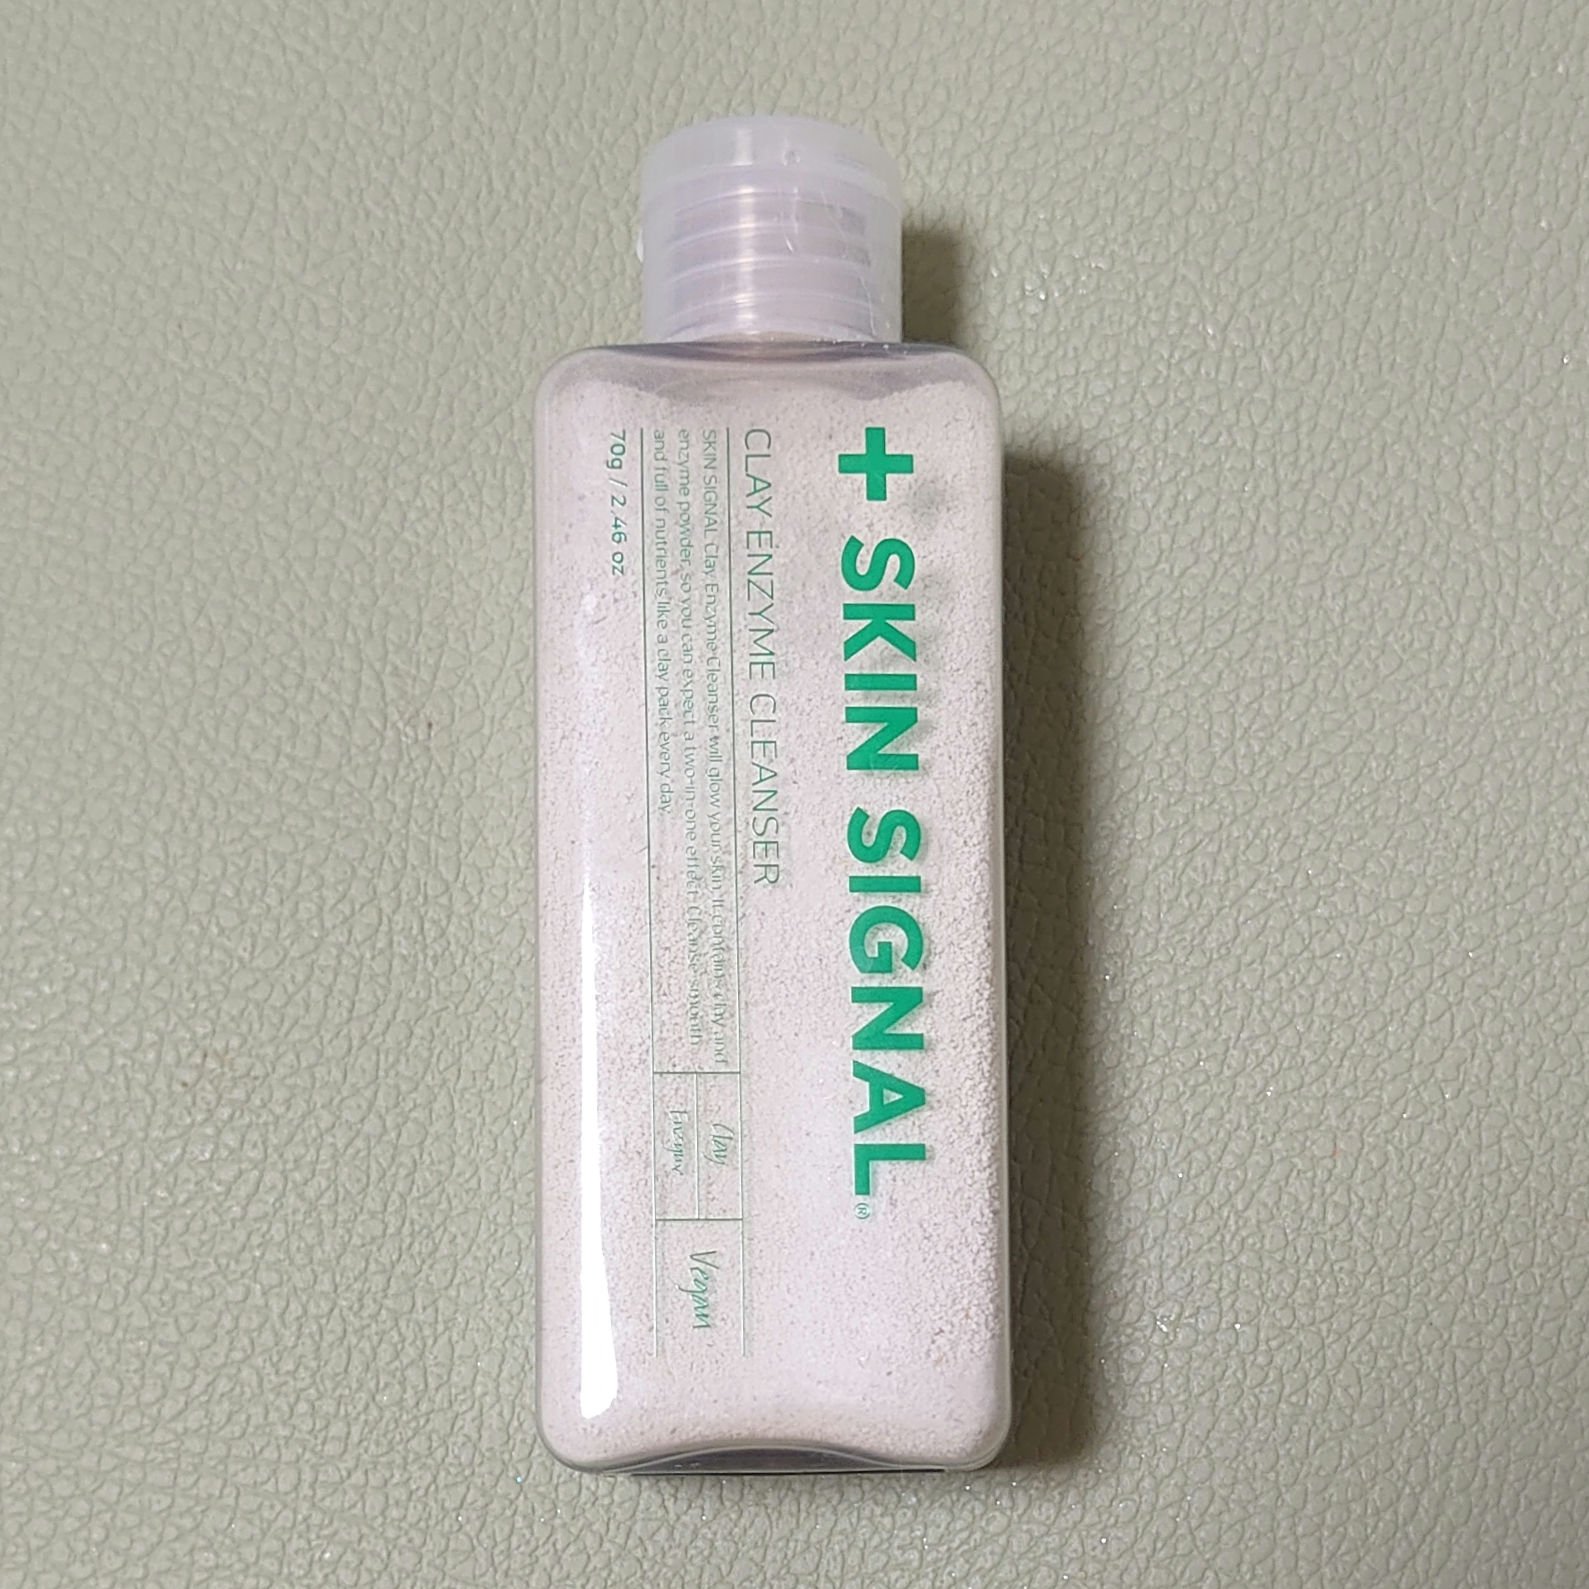 ✚ SKIN SIGNAL®
CLAY ENZYME CLEANSER
SKIN SIGNAL Clay Enzyme Cleanser will glow your skin. It contains clay and
enzyme powder, so you can expect a two-in-one effect. Cleanse smooth
and full of nutrients like a clay pack every day.
Clay
Enzyme
Vegan
70g / 2.46 oz